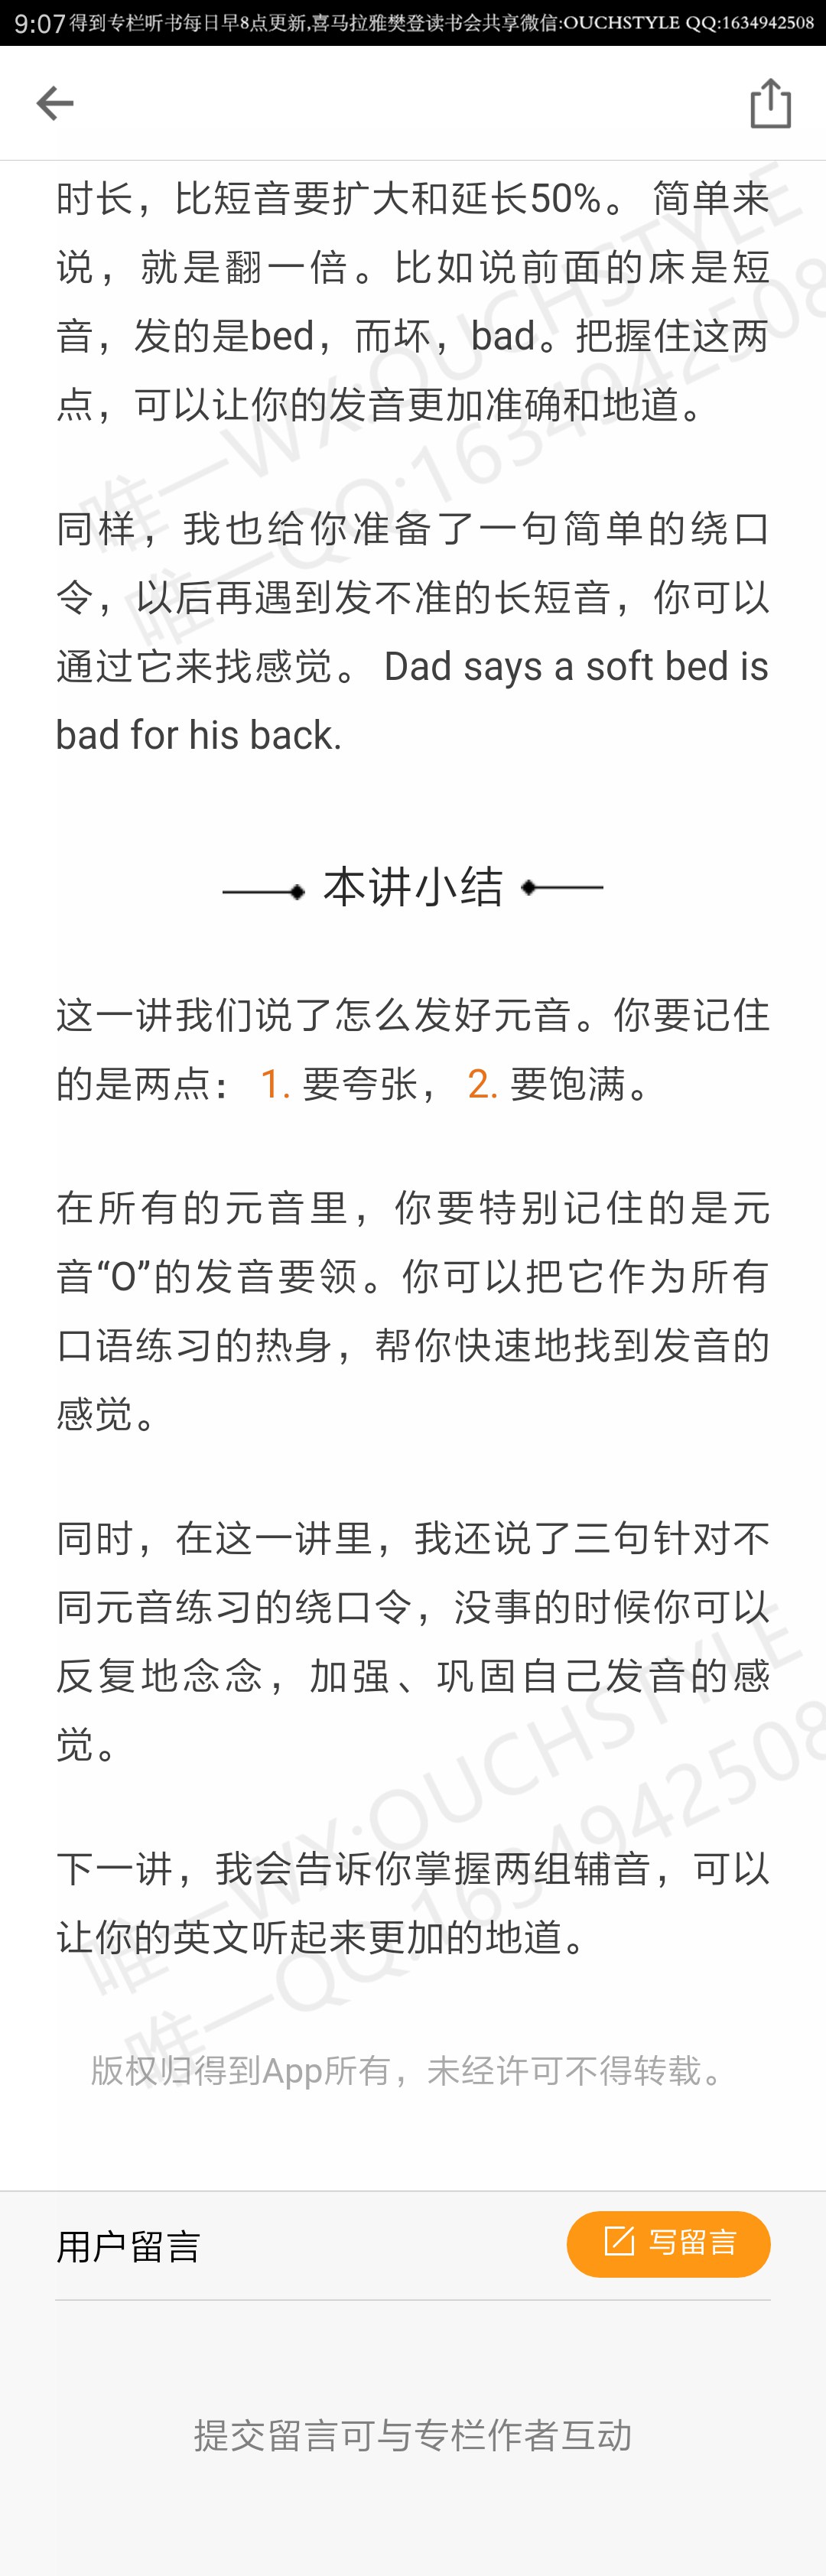 9:07 得到专栏听书每日早8点更新,喜马拉雅樊登读书会共享微信:OUCHSTYLE QQ:1634942508
时长，比短音要扩大和延长50%。 简单来
说，就是翻一倍。比如说前面的床是短
音，发的是bed，而坏，bad。把握住这两
点，可以让你的发音更加准确和地道。
同样，我也给你准备了一句简单的绕口
令，以后再遇到发不准的长短音，你可以
通过它来找感觉。 Dad says a soft bed is
bad for his back.
本讲小结
这一讲我们说了怎么发好元音。你要记住
的是两点： 1. 要夸张， 2. 要饱满。
在所有的元音里，你要特别记住的是元
音“O”的发音要领。你可以把它作为所有
口语练习的热身，帮你快速地找到发音的
感觉。
同时，在这一讲里，我还说了三句针对不
同元音练习的绕口令，没事的时候你可以
反复地念念，加强、巩固自己发音的感
觉。
下一讲，我会告诉你掌握两组辅音，可以
让你的英文听起来更加的地道。
版权归得到App所有，未经许可不得转载。
用户留言
写留言
提交留言可与专栏作者互动
唯一WX:OUCHSTYLE
唯一QQ:1634942508
唯一WX:OUCHSTYLE
唯一QQ:1634942508